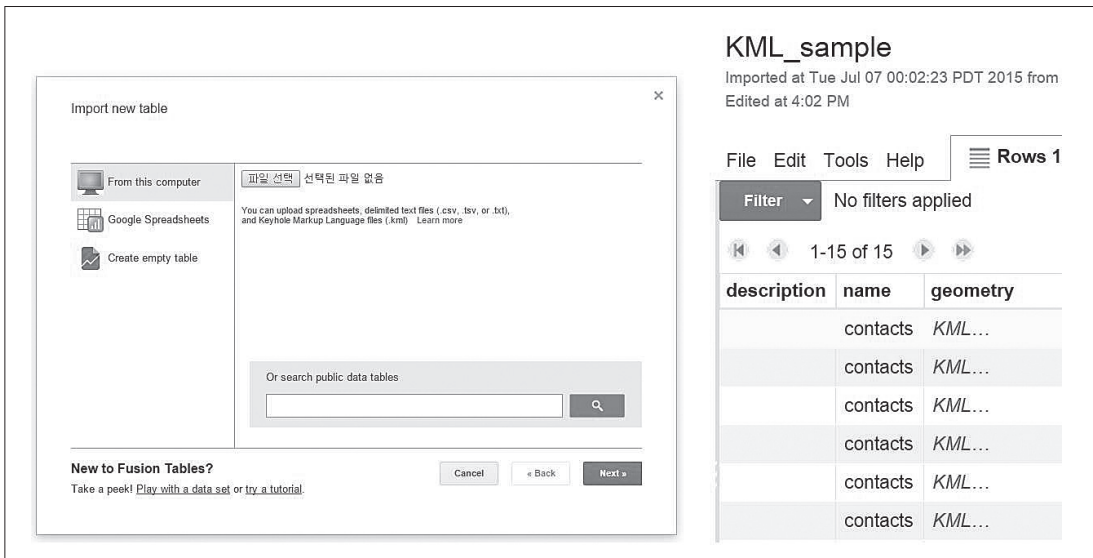 Import new table
×
From this computer
Google Spreadsheets
Create empty table
파일 선택 선택된 파일 없음
You can upload spreadsheets, delimited text files (.csv, .tsv, or .txt),
and Keyhole Markup Language files (.kml) Learn more
Or search public data tables
New to Fusion Tables?
Take a peek! Play with a data set or try a tutorial.
Cancel
« Back
Next »
KML_sample
Imported at Tue Jul 07 00:02:23 PDT 2015 from
Edited at 4:02 PM
File Edit Tools Help Rows 1
Filter No filters applied
1-15 of 15
description name geometry
contacts KML...
contacts KML...
contacts KML...
contacts KML...
contacts KML...
contacts KML...